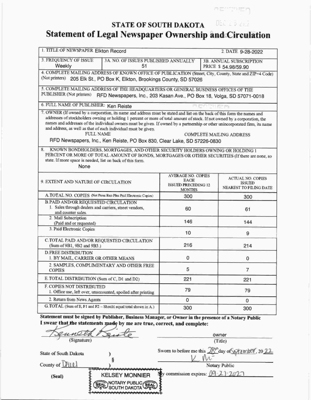 STATE OF SOUTH DAKOTA
Statement of Legal Newspaper Ownership and Circulation
1. TITLE OF NEWSPAPER Elkton Record
2. DATE 9-28-2022
3. FREQUENCY OF ISSUE
Weekly
3A. NO. OF ISSUES PUBLISHED ANNUALLY
51
3B. ANNUAL SUBSCRIPTION
PRICE $ 54.98/59.90
4. COMPLETE MAILING ADDRESS OF KNOWN OFFICE OF PUBLICATION (Street, City, County, State and ZIP+4 Code)
(Not printers) 205 Elk St., PO Box K, Elkton, Brookings County, SD 57026
5. COMPLETE MAILING ADDRESS OF THE HEADQUARTERS OR GENERAL BUSINESS OFFICES OF THE
PUBLISHER (Not printers) RFD Newspapers, Inc., 203 Kasan Ave., PO Box 16, Volga, SD 57071-0018
6. FULL NAME OF PUBLISHER: Ken Reiste
7. OWNER (If owned by a corporation, its name and address must be stated and list on the back of this form the names and
addresses of stockholders owning or holding 1 percent or more of total amount of stock. If not owned by a corporation, the
names and addresses of the individual owners must be given. If owned by a partnership or other unincorporated firm, its name
and address, as well as that of each individual must be given.)
FULL NAME COMPLETE MAILING ADDRESS
RFD Newspapers, Inc., Ken Reiste, PO Box 830, Clear Lake, SD 57226-0830
8. KNOWN BONDHOLDERS, MORTGAGES, AND OTHER SECURITY HOLDERS OWNING OR HOLDING 1
PERCENT OR MORE OF TOTAL AMOUNT OF BONDS, MORTGAGES OR OTHER SECURITIES (If there are none, so
state. If more space is needed, list on back of this form.
None
9. EXTENT AND NATURE OF CIRCULATION
AVERAGE NO. COPIES
EACH
ISSUED PRECEDING 12
MONTHS
ACTUAL NO. COPIES
ISSUED
NEAREST TO FILING DATE
A. TOTAL NO. COPIES (Net Press Run Plus Paid Electronic Copies) 300 300
B. PAID AND/OR REQUESTED CIRCULATION
1. Sales through dealers and carriers, street vendors,
and counter sales. 60 61
2. Mail Subscription
(Paid and or requested) 146 144
3. Paid Electronic Copies 10 9
C. TOTAL PAID AND/OR REQUESTED CIRCULATION
(Sum of 9B1, 9B2 and 9B3.) 216 214
D. FREE DISTRIBUTION
1. BY MAIL, CARRIER OR OTHER MEANS 0 0
2. SAMPLES, COMPLIMENTARY AND OTHER FREE
COPIES 5 7
E. TOTAL DISTRIBUTION (Sum of C, D1 and D2) 221 221
F. COPIES NOT DISTRIBUTED
1. Office use, left over, unaccounted, spoiled after printing 79 79
2. Return from News Agents 0 0
G. TOTAL (Sum of E, F1 and F2 - Should equal total shown in A.) 300 300
Statement must be signed by Publisher, Business Manager, or Owner in the presence of a Notary Public
I swear that the statements made by me are true, correct, and complete:
Kenneth Reiste
owner
(Signature) (Title)
State of South Dakota )
§
County of Deuel )
Sworn to before me this 28 day of September, 2022
Notary Public
(Seal)
KELSEY MONNIER
NOTARY PUBLIC
SOUTH DAKOTA
My commission expires: 09-27-2027